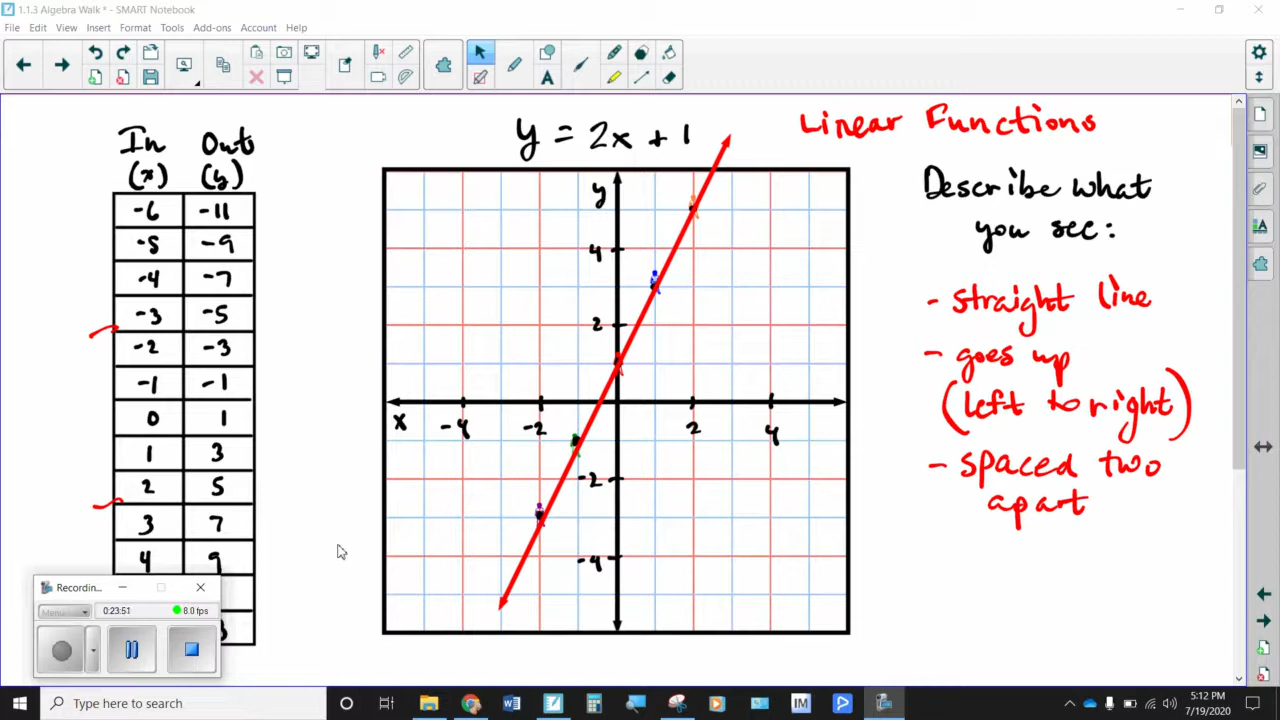 1.1.3 Algebra Walk * - SMART Notebook
File Edit View Insert Format Tools Add-ons Account Help
y = 2x + 1
Linear Functions
In Out
(x) (y)
-6 -11
-5 -9
-4 -7
-3 -5
-2 -3
-1 -1
0 1
1 3
2 5
3 7
4 9
y
4
2
x -4 -2 2 4
-2
-4
Describe what
you see:
- straight line
- goes up
(left to right)
- spaced two
apart
Recordin...
Menu
0:23:51 8.0 fps
Type here to search
W
IM
5:12 PM
7/19/2020